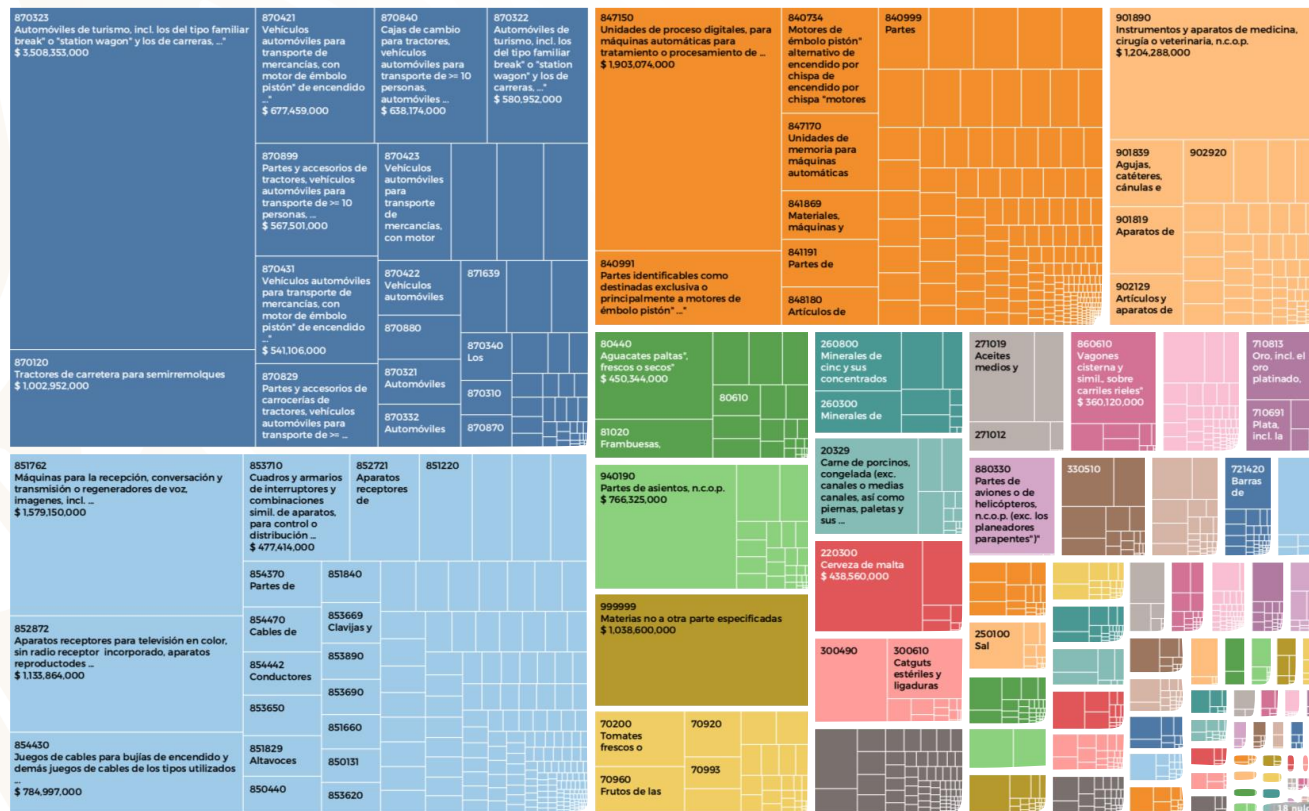 870323
Automóviles de turismo, incl. los del tipo familiar
break" o "station wagon" y los de carreras, ..."
$ 3,508,353,000
870120
Tractores de carretera para semirremolques
$ 1,002,952,000
870421
Vehículos
automóviles para
transporte de
mercancías, con
motor de émbolo
pistón" de encendido
..."
$ 677,459,000
870840
Cajas de cambio
para tractores,
vehículos
automóviles para
transporte de >= 10
personas,
automóviles ...
$ 638,174,000
870322
Automóviles de
turismo, incl. los
del tipo familiar
break" o "station
wagon" y los de
carreras, ..."
$ 580,952,000
870899
Partes y accesorios de
tractores, vehículos
automóviles para
transporte de >= 10
personas, ...
$ 567,501,000
870423
Vehículos
automóviles
para
transporte
de
mercancías,
con motor
870431
Vehículos automóviles
para transporte de
mercancías, con
motor de émbolo
pistón" de encendido
..."
$ 541,106,000
870422
Vehículos
automóviles
871639
870880
870340
Los
870829
Partes y accesorios de
carrocerías de
tractores, vehículos
automóviles para
transporte de >= ...
870321
Automóviles
870310
870332
Automóviles
870870
847150
Unidades de proceso digitales, para
máquinas automáticas para
tratamiento o procesamiento de ...
$ 1,903,074,000
840991
Partes identificables como
destinadas exclusiva o
principalmente a motores de
émbolo pistón" ..."
840734
Motores de
émbolo pistón"
alternativo de
encendido por
chispa de
encendido por
chispa "motores
840999
Partes
847170
Unidades de
memoria para
máquinas
automáticas
841869
Materiales,
máquinas y
841191
Partes de
848180
Artículos de
901890
Instrumentos y aparatos de medicina,
cirugía o veterinaria, n.c.o.p.
$ 1,204,288,000
901839
Agujas,
catéteres,
cánulas e
902920
901819
Aparatos de
902129
Artículos y
aparatos de
851762
Máquinas para la recepción, conversación y
transmisión o regeneradores de voz,
imagenes, incl. ...
$ 1,579,150,000
852872
Aparatos receptores para televisión en color,
sin radio receptor incorporado, aparatos
reproductodes ...
$ 1,133,864,000
854430
Juegos de cables para bujías de encendido y
demás juegos de cables de los tipos utilizados
...
$ 784,997,000
853710
Cuadros y armarios
de interruptores y
combinaciones
simil. de aparatos,
para control o
distribución ...
$ 477,414,000
852721
Aparatos
receptores
de
851220
854370
Partes de
851840
854470
Cables de
853669
Clavijas y
854442
Conductores
853890
853650
853690
851660
851829
Altavoces
850131
850440
853620
80440
Aguacates paltas",
frescos o secos"
$ 450,344,000
80610
81020
Frambuesas,
940190
Partes de asientos, n.c.o.p.
$ 766,325,000
999999
Materias no a otra parte especificadas
$ 1,038,600,000
70200
Tomates
frescos o
70920
70960
Frutos de las
70993
260800
Minerales de
cinc y sus
concentrados
260300
Minerales de
20329
Carne de porcinos,
congelada (exc.
canales o medias
canales, así como
piernas, paletas y
sus ...
220300
Cerveza de malta
$ 438,560,000
300490
300610
Catguts
estériles y
ligaduras
271019
Aceites
medios y
271012
860610
Vagones
cisterna y
simil., sobre
carriles rieles"
$ 360,120,000
710813
Oro, incl. el
oro
platinado,
710691
Plata,
incl. la
880330
Partes de
aviones o de
helicópteros,
n.c.o.p. (exc. los
planeadores
parapentes")"
330510
721420
Barras
de
250100
Sal